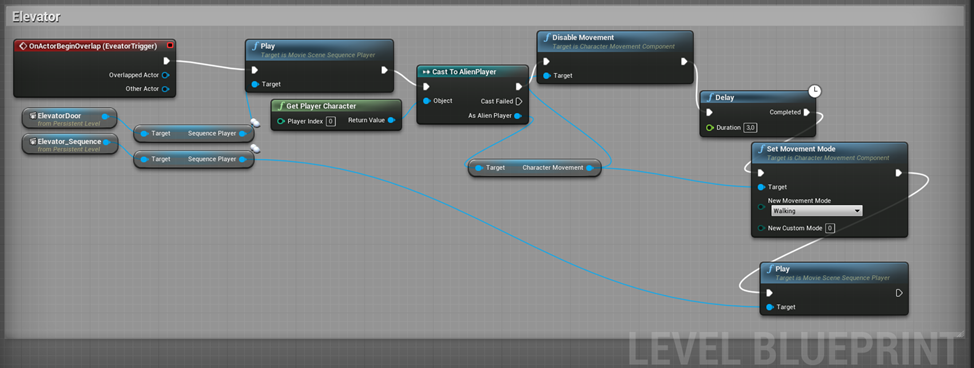 Elevator
OnActorBeginOverlap (EveatorTrigger)
Overlapped Actor
Other Actor
ElevatorDoor
from Persistent Level
Elevator_Sequence
from Persistent Level
Target Sequence Player
Target Sequence Player
Play
Target is Movie Scene Sequence Player
Target
Get Player Character
Player Index 0 Return Value
Cast To AlienPlayer
Object
Cast Failed
As Alien Player
Target Character Movement
Disable Movement
Target is Character Movement Component
Target
Delay
Completed
Duration 3,0
Set Movement Mode
Target is Character Movement Component
Target
New Movement Mode
Walking
New Custom Mode 0
Play
Target is Movie Scene Sequence Player
Target
LEVEL BLUEPRINT